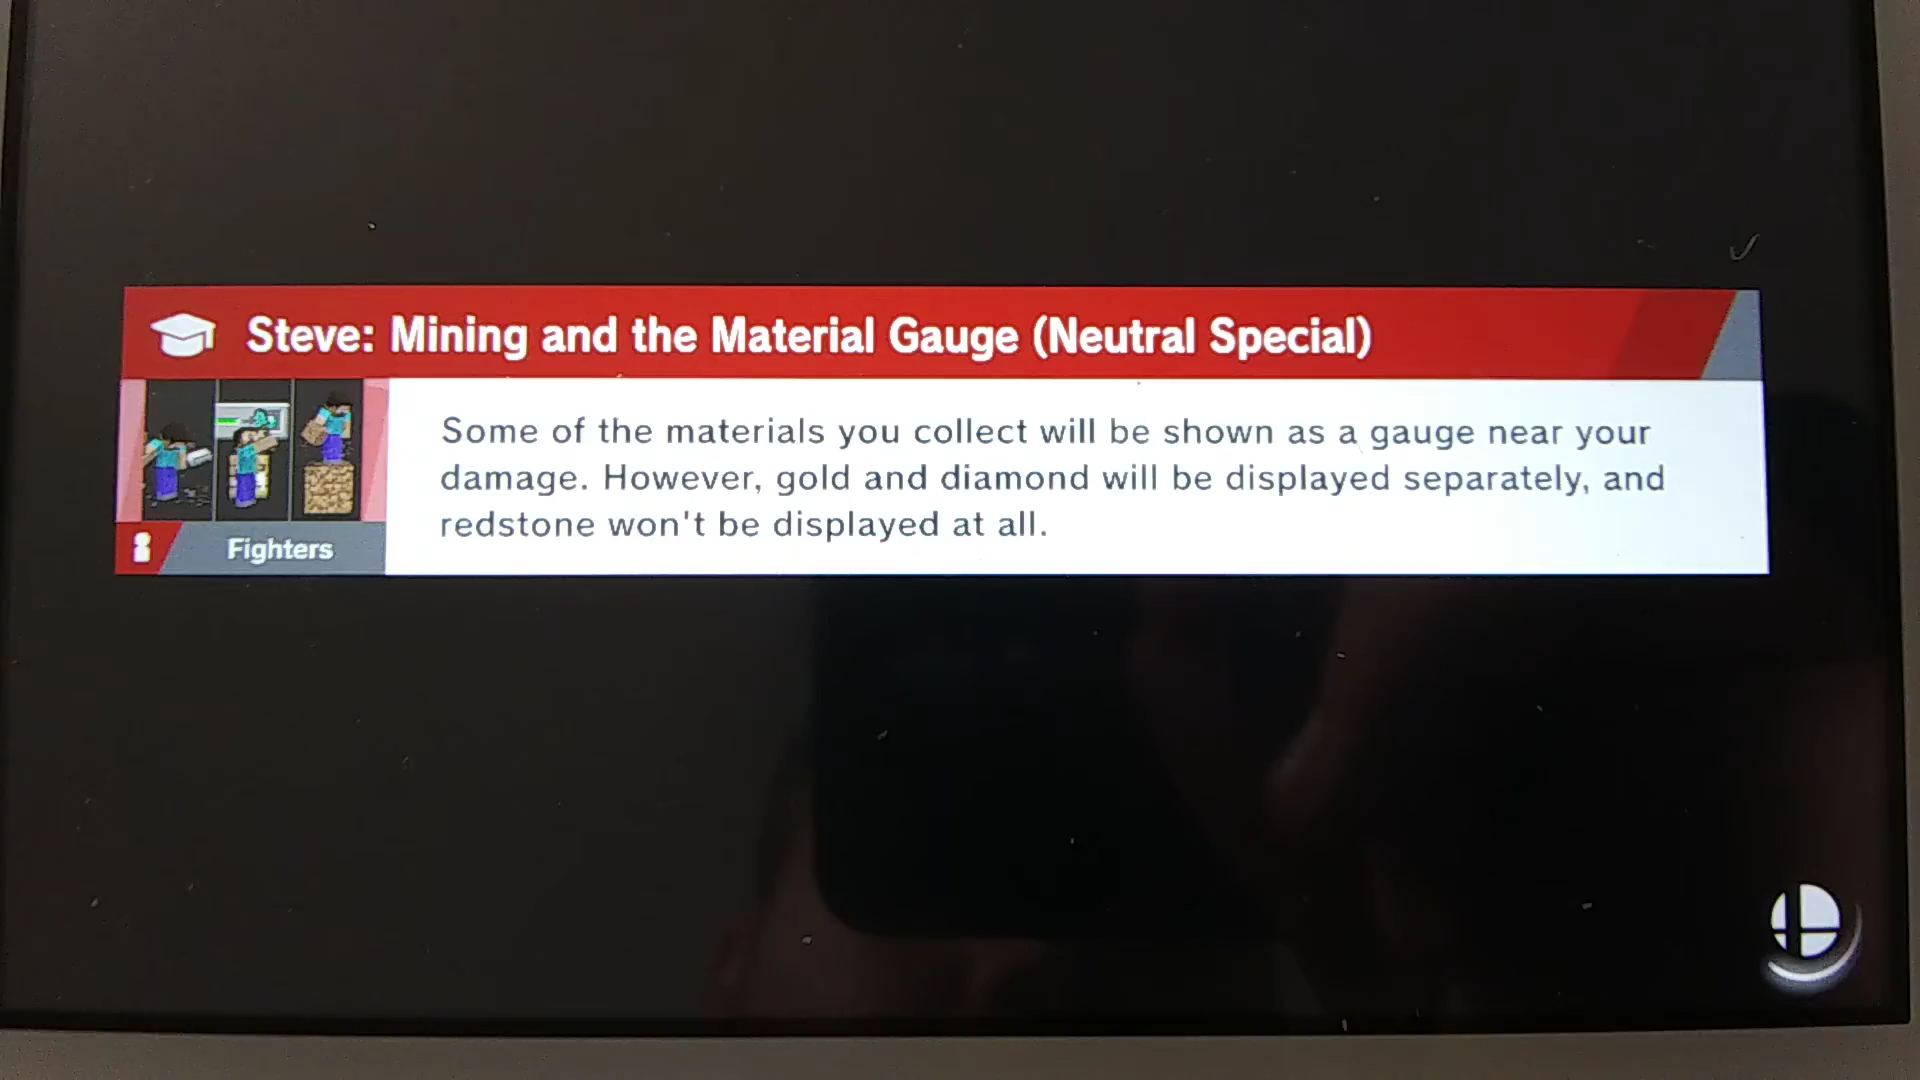 Steve: Mining and the Material Gauge (Neutral Special)
Some of the materials you collect will be shown as a gauge near your
damage. However, gold and diamond will be displayed separately, and
redstone won't be displayed at all.
Fighters